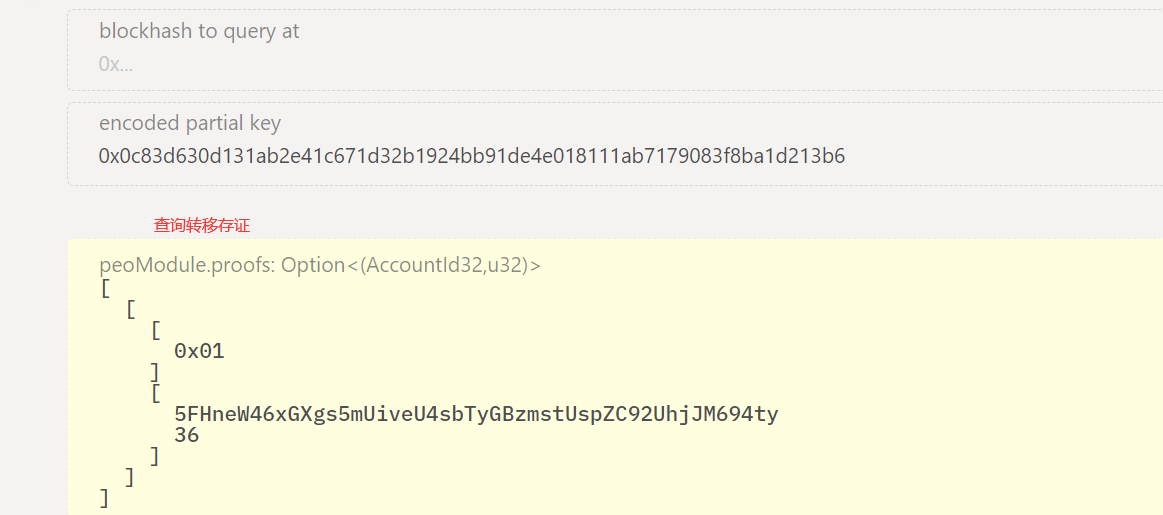 blockhash to query at
0x...
encoded partial key
0x0c83d630d131ab2e41c671d32b1924bb91de4e018111ab7179083f8ba1d213b6
查询转移存证
peoModule.proofs: Option<(AccountId32,u32)>
[
[
[
0x01
]
[
5FHneW46xGXgs5mUiveU4sbTyGBzmstUspZC92UhjJM694ty
36
]
]
]